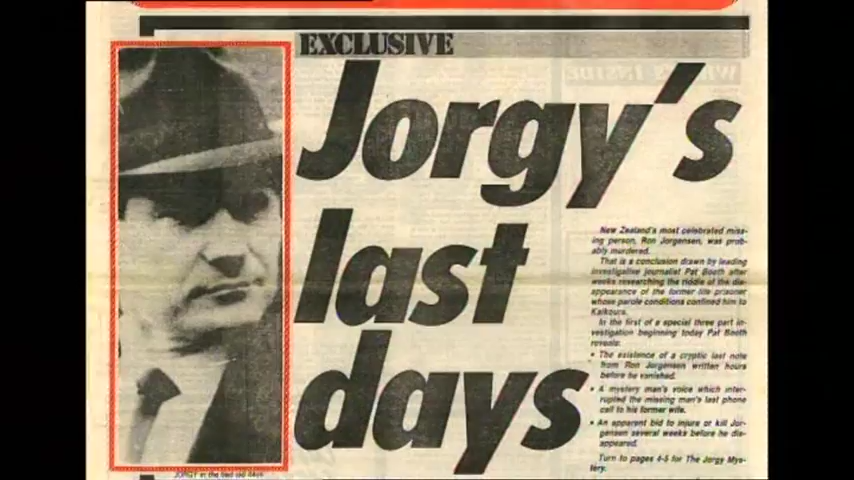 EXCLUSIVE
Jorgy's
last
days
New Zealand's most celebrated miss-
ing person, Ron Jorgensen, was prob-
ably murdered.
That is a conclusion drawn by leading
investigative journalist Pat Booth after
weeks researching the riddle of the dis-
appearance of the former life prisoner
whose parole conditions confined him to
Kaikoura.
In the first of a special three part in-
vestigation beginning today Pat Booth
reveals:
• The existence of a cryptic last note
from Ron Jorgensen written hours
before he vanished.
• A mystery man's voice which inter-
rupted the missing man's last phone
call to his former wife.
• An apparent bid to injure or kill Jor-
gensen several weeks before he dis-
appeared.
Turn to pages 4-5 for The Jorgy Mys-
tery.
JORGY in the bad old days